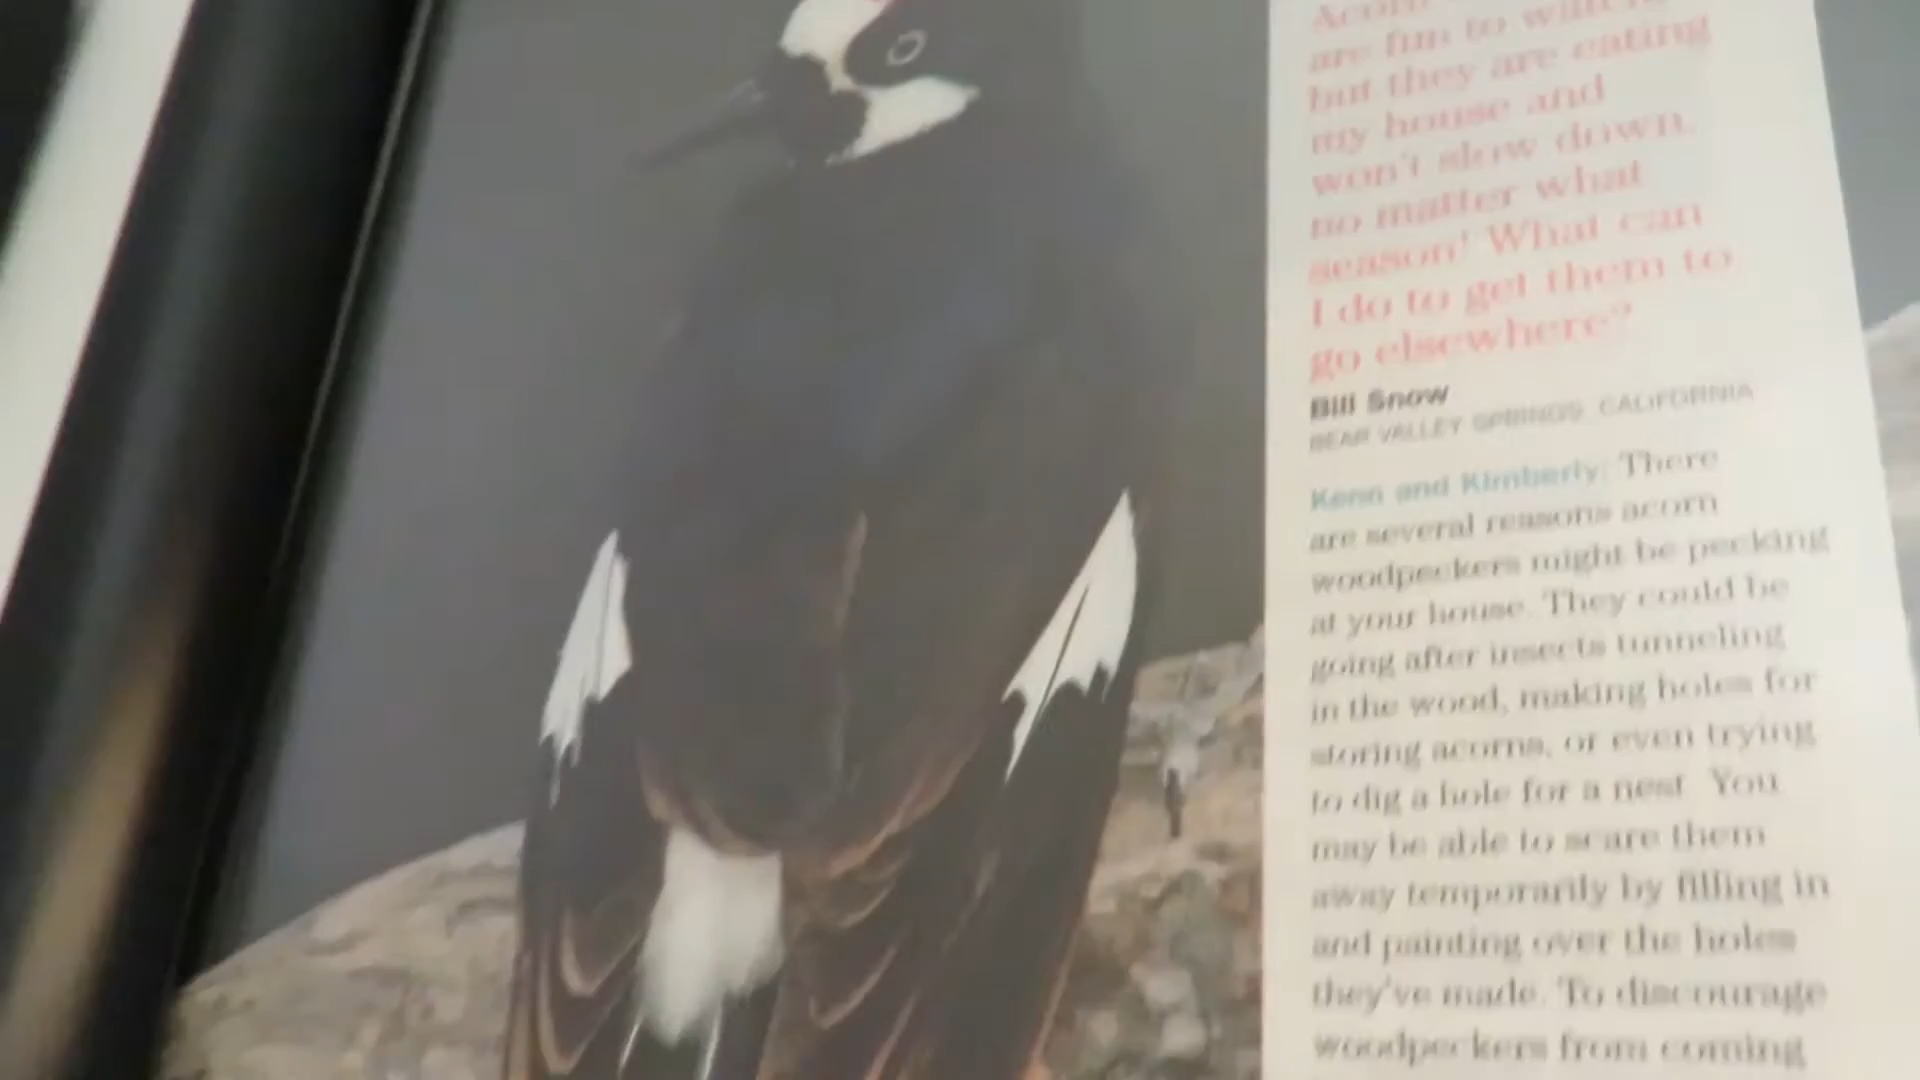 Acorn
are fun to watch,
but they are eating
my house and
won't slow down,
no matter what
season! What can
I do to get them to
go elsewhere?
Bill Snow
BEAR VALLEY SPRINGS, CALIFORNIA
Kenn and Kimberly: There
are several reasons acorn
woodpeckers might be pecking
at your house. They could be
going after insects tunneling
in the wood, making holes for
storing acorns, or even trying
to dig a hole for a nest. You
may be able to scare them
away temporarily by filling in
and painting over the holes
they've made. To discourage
woodpeckers from coming